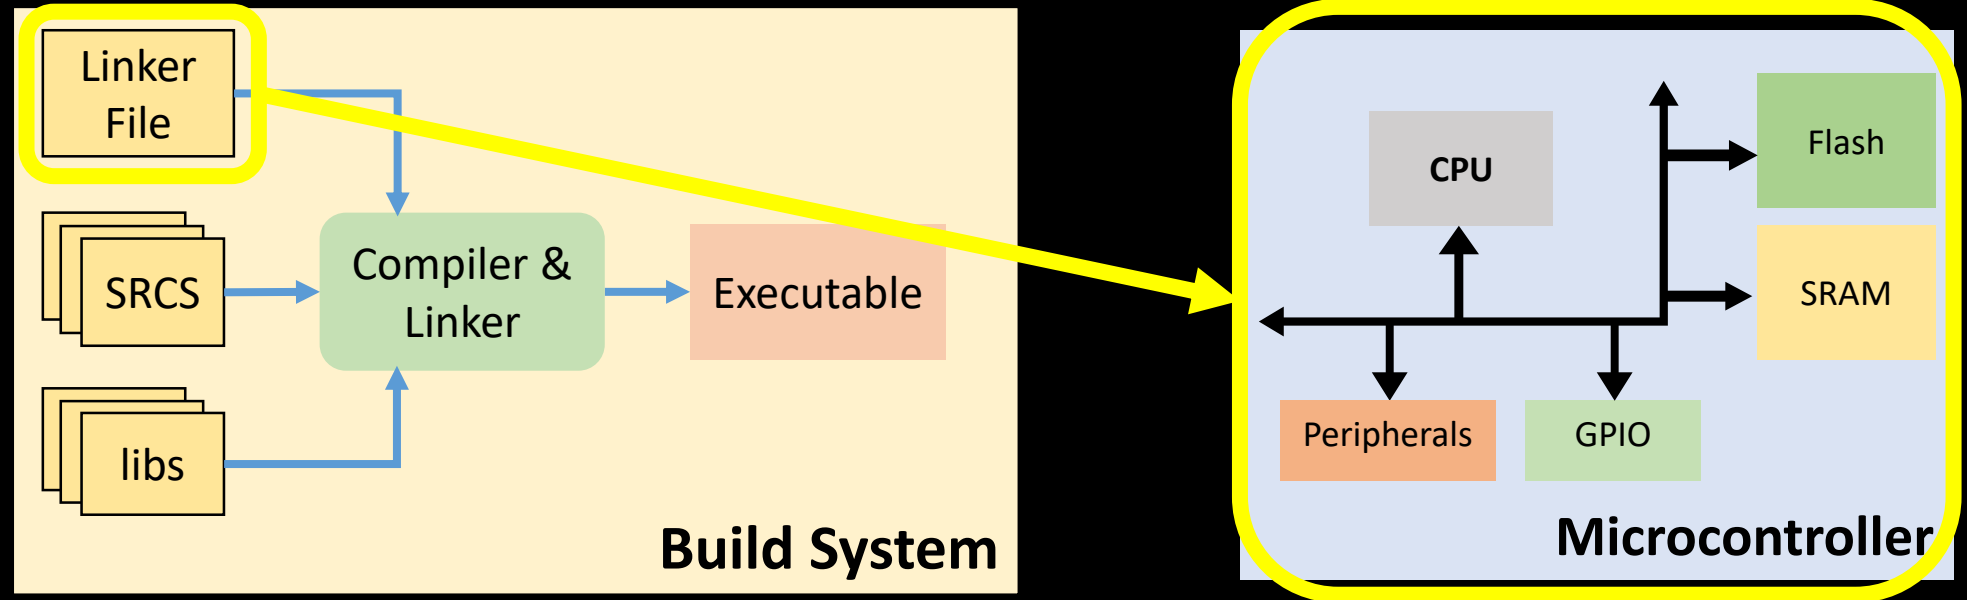 Linker
File
SRCS
libs
Compiler &
Linker
Executable
Build System
CPU
Flash
SRAM
Peripherals
GPIO
Microcontroller